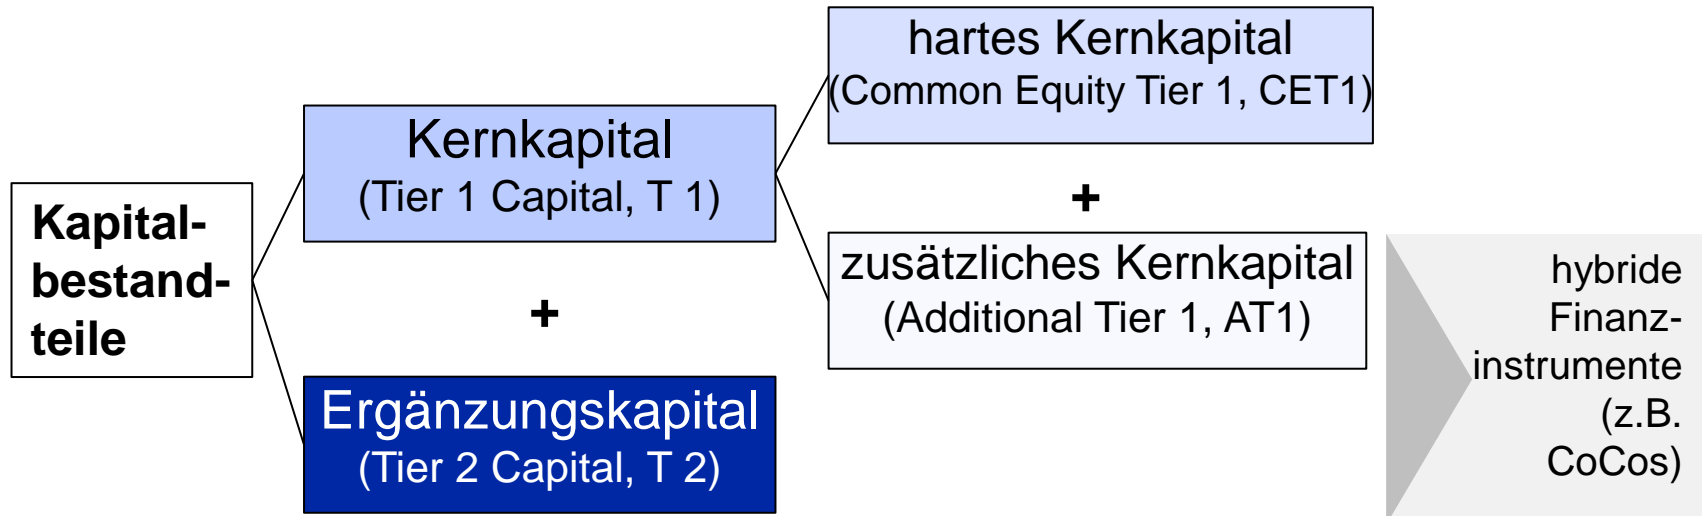 Kapital-
bestand-
teile
Kernkapital
(Tier 1 Capital, T 1)
+
Ergänzungskapital
(Tier 2 Capital, T 2)
hartes Kernkapital
(Common Equity Tier 1, CET1)
+
zusätzliches Kernkapital
(Additional Tier 1, AT1)
hybride
Finanz-
instrumente
(z.B.
CoCos)